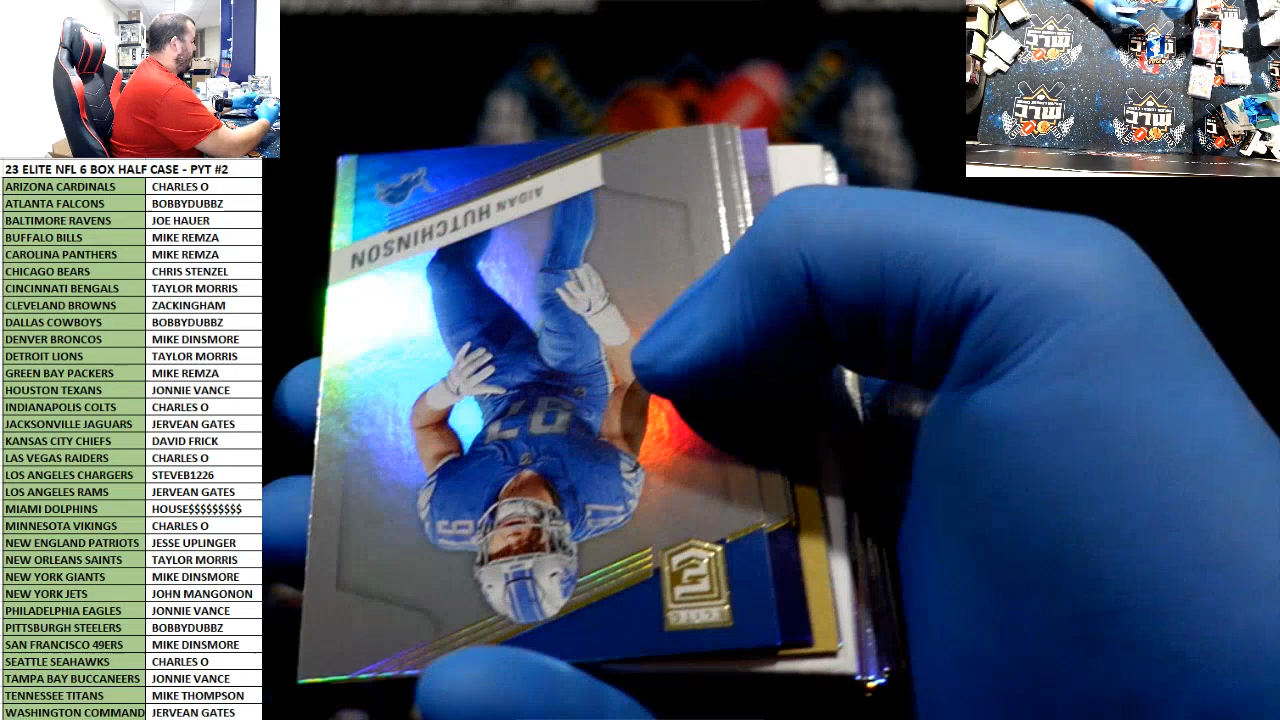 23 ELITE NFL 6 BOX HALF CASE - PYT #2
ARIZONA CARDINALS CHARLES O
ATLANTA FALCONS BOBBYDUBBZ
BALTIMORE RAVENS JOE HAUER
BUFFALO BILLS MIKE REMZA
CAROLINA PANTHERS MIKE REMZA
CHICAGO BEARS CHRIS STENZEL
CINCINNATI BENGALS TAYLOR MORRIS
CLEVELAND BROWNS ZACKINGHAM
DALLAS COWBOYS BOBBYDUBBZ
DENVER BRONCOS MIKE DINSMORE
DETROIT LIONS TAYLOR MORRIS
GREEN BAY PACKERS MIKE REMZA
HOUSTON TEXANS JONNIE VANCE
INDIANAPOLIS COLTS CHARLES O
JACKSONVILLE JAGUARS JERVEAN GATES
KANSAS CITY CHIEFS DAVID FRICK
LAS VEGAS RAIDERS CHARLES O
LOS ANGELES CHARGERS STEVEB1226
LOS ANGELES RAMS JERVEAN GATES
MIAMI DOLPHINS HOUSE$$$$$$$$$
MINNESOTA VIKINGS CHARLES O
NEW ENGLAND PATRIOTS JESSE UPLINGER
NEW ORLEANS SAINTS TAYLOR MORRIS
NEW YORK GIANTS MIKE DINSMORE
NEW YORK JETS JOHN MANGONON
PHILADELPHIA EAGLES JONNIE VANCE
PITTSBURGH STEELERS BOBBYDUBBZ
SAN FRANCISCO 49ERS MIKE DINSMORE
SEATTLE SEAHAWKS CHARLES O
TAMPA BAY BUCCANEERS JONNIE VANCE
TENNESSEE TITANS MIKE THOMPSON
WASHINGTON COMMAND JERVEAN GATES
AIDAN HUTCHINSON
97
97
ELITE